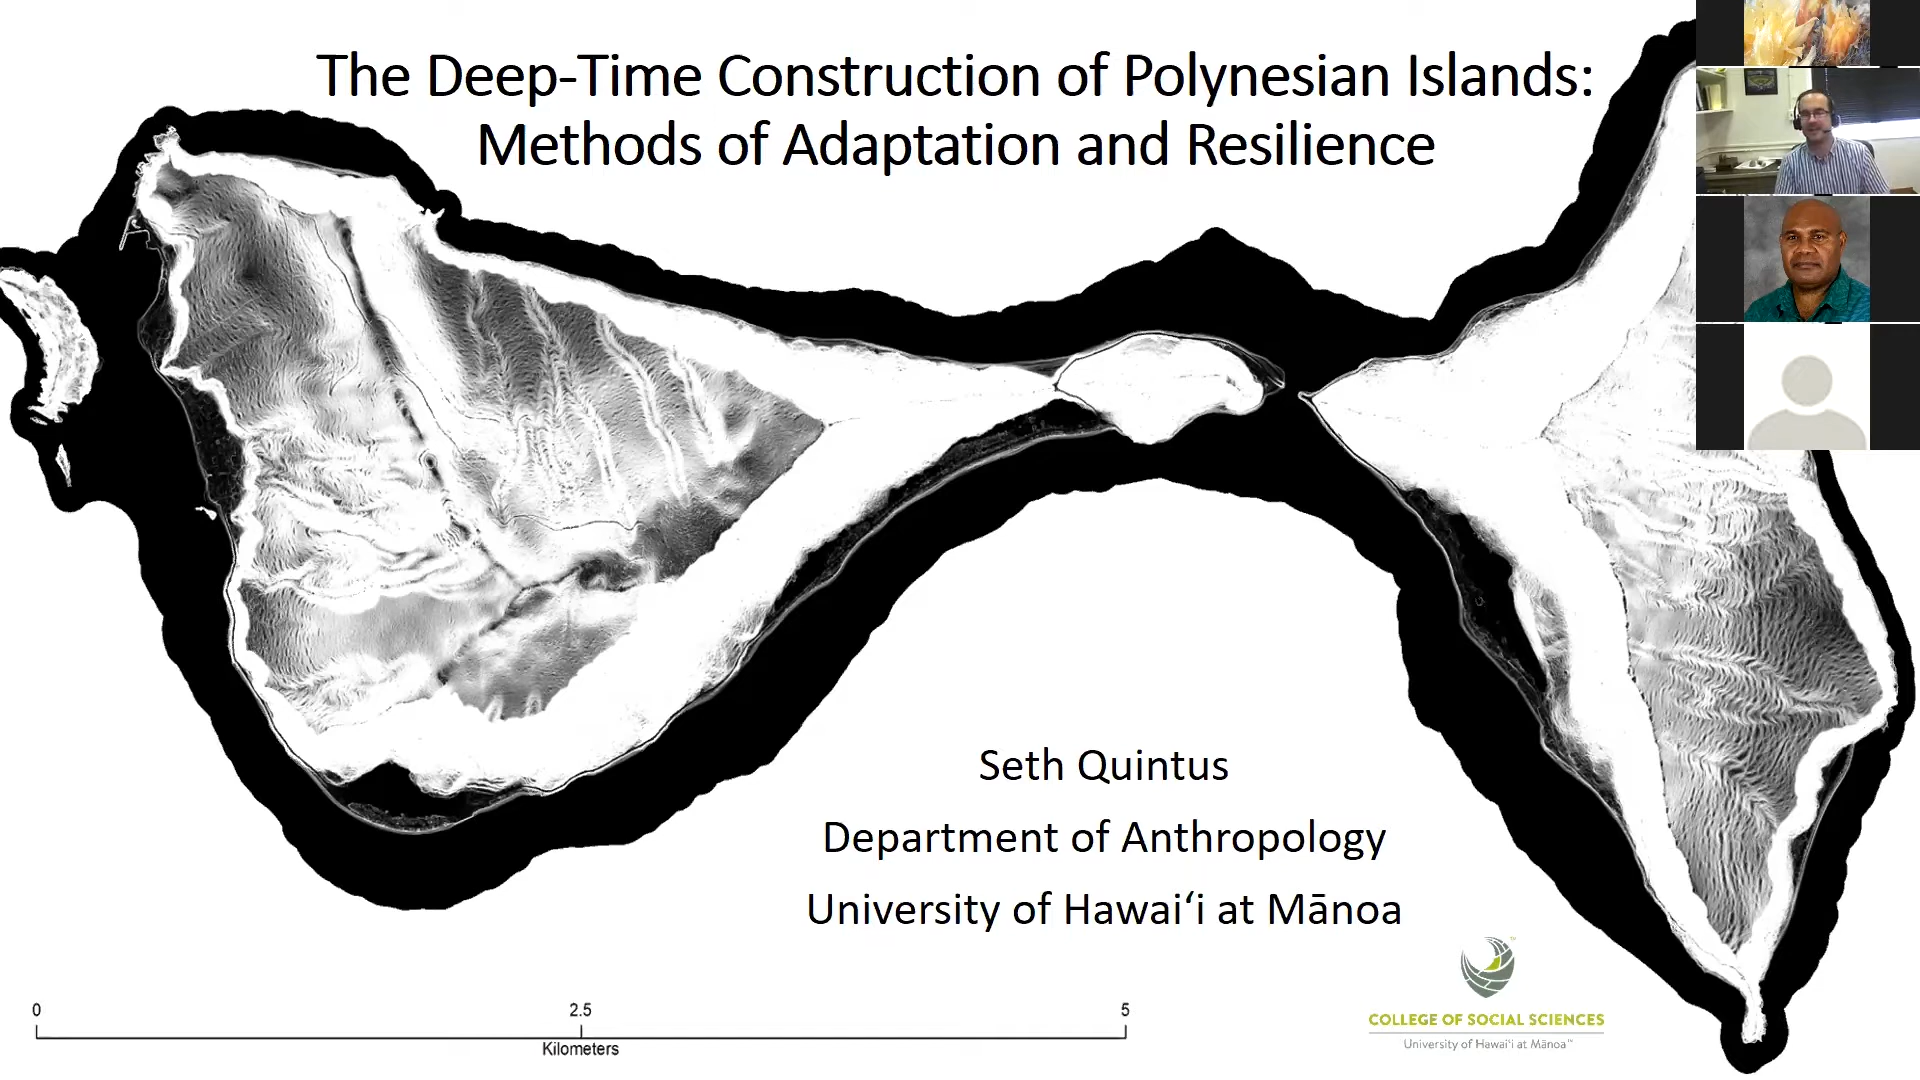 The Deep-Time Construction of Polynesian Islands:
Methods of Adaptation and Resilience
Seth Quintus
Department of Anthropology
University of Hawaiʻi at Mānoa
0 2.5 5
Kilometers
COLLEGE OF SOCIAL SCIENCES
University of Hawaiʻi at Mānoa™